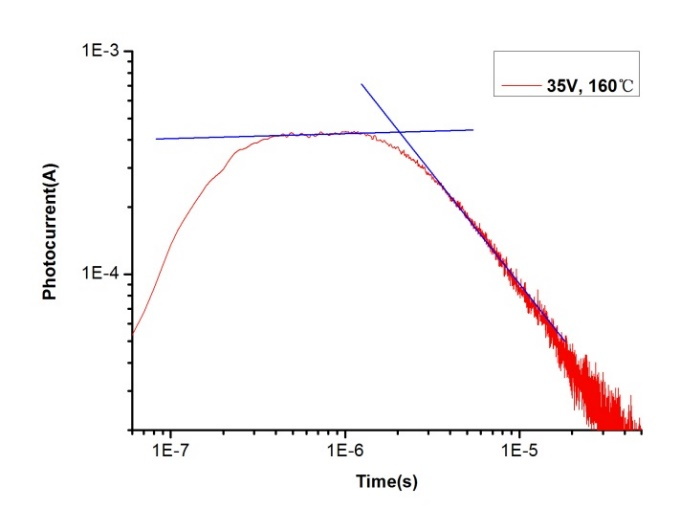 1E-3
35V, 160℃
Photocurrent(A)
1E-4
1E-7
1E-6
1E-5
Time(s)